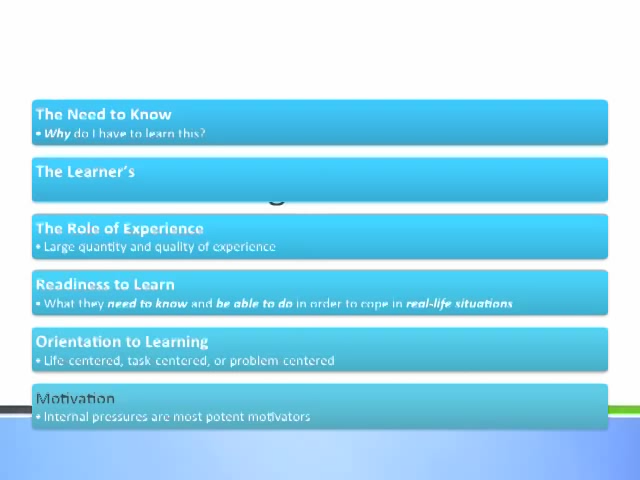 The Need to Know
• Why do I have to learn this?
The Learner's
The Role of Experience
• Large quantity and quality of experience
Readiness to Learn
• What they need to know and be able to do in order to cope in real-life situations
Orientation to Learning
• Life-centered, task-centered, or problem-centered
Motivation
• Internal pressures are most potent motivators